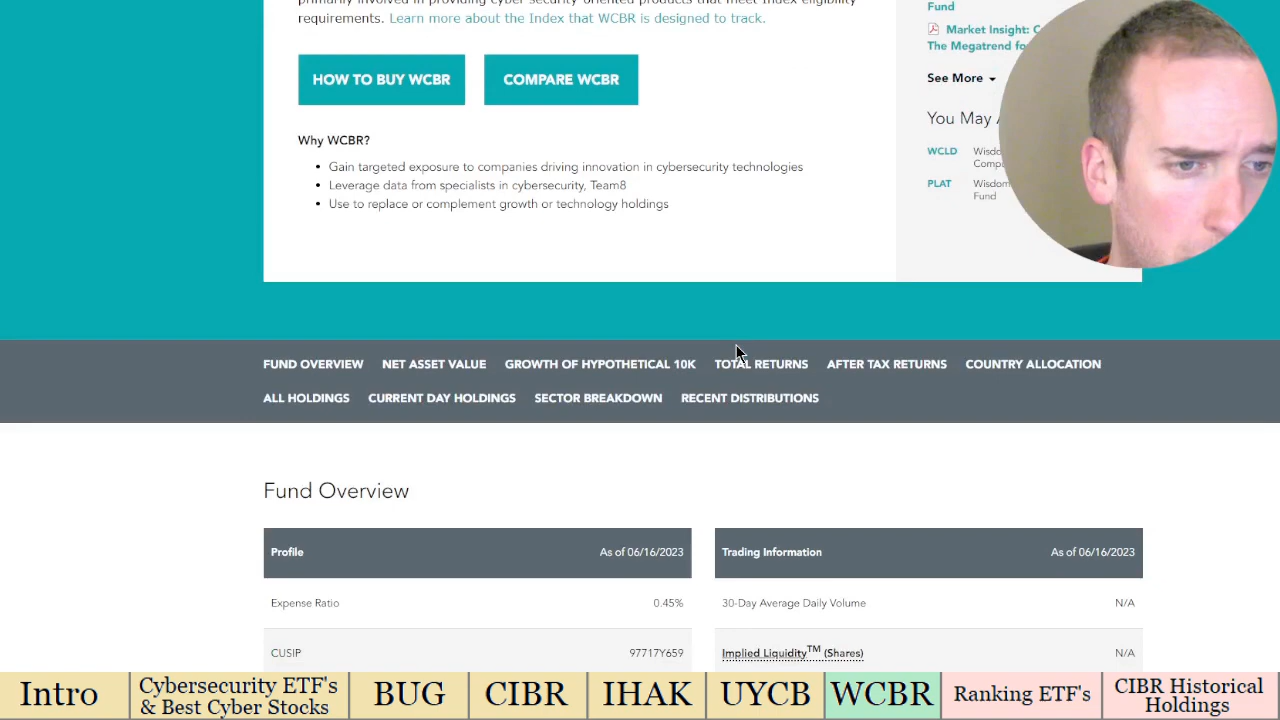 primarily involved in providing cyber security-oriented products that meet Index eligibility
requirements. Learn more about the Index that WCBR is designed to track.
HOW TO BUY WCBR
COMPARE WCBR
Why WCBR?
• Gain targeted exposure to companies driving innovation in cybersecurity technologies
• Leverage data from specialists in cybersecurity, Team8
• Use to replace or complement growth or technology holdings
Fund
Market Insight:
The Megatrend
See More
You May
WCLD
PLAT
Fund
FUND OVERVIEW NET ASSET VALUE GROWTH OF HYPOTHETICAL 10K TOTAL RETURNS AFTER TAX RETURNS COUNTRY ALLOCATION
ALL HOLDINGS CURRENT DAY HOLDINGS SECTOR BREAKDOWN RECENT DISTRIBUTIONS
Fund Overview
Profile As of 06/16/2023
Expense Ratio 0.45%
CUSIP 97717Y659
Trading Information As of 06/16/2023
30-Day Average Daily Volume N/A
Implied Liquidity™ (Shares) N/A
Intro
Cybersecurity ETF's
& Best Cyber Stocks
BUG
CIBR
IHAK
UYCB
WCBR
Ranking ETF's
CIBR Historical
Holdings